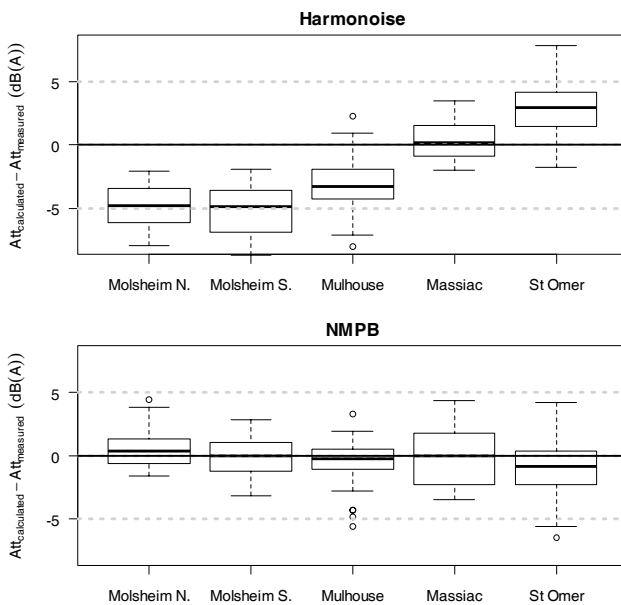 Harmonoise
Att_calculated − Att_measured (dB(A))
5
0
-5
Molsheim N. Molsheim S. Mulhouse Massiac St Omer
NMPB
Att_calculated − Att_measured (dB(A))
5
0
-5
Molsheim N. Molsheim S. Mulhouse Massiac St Omer